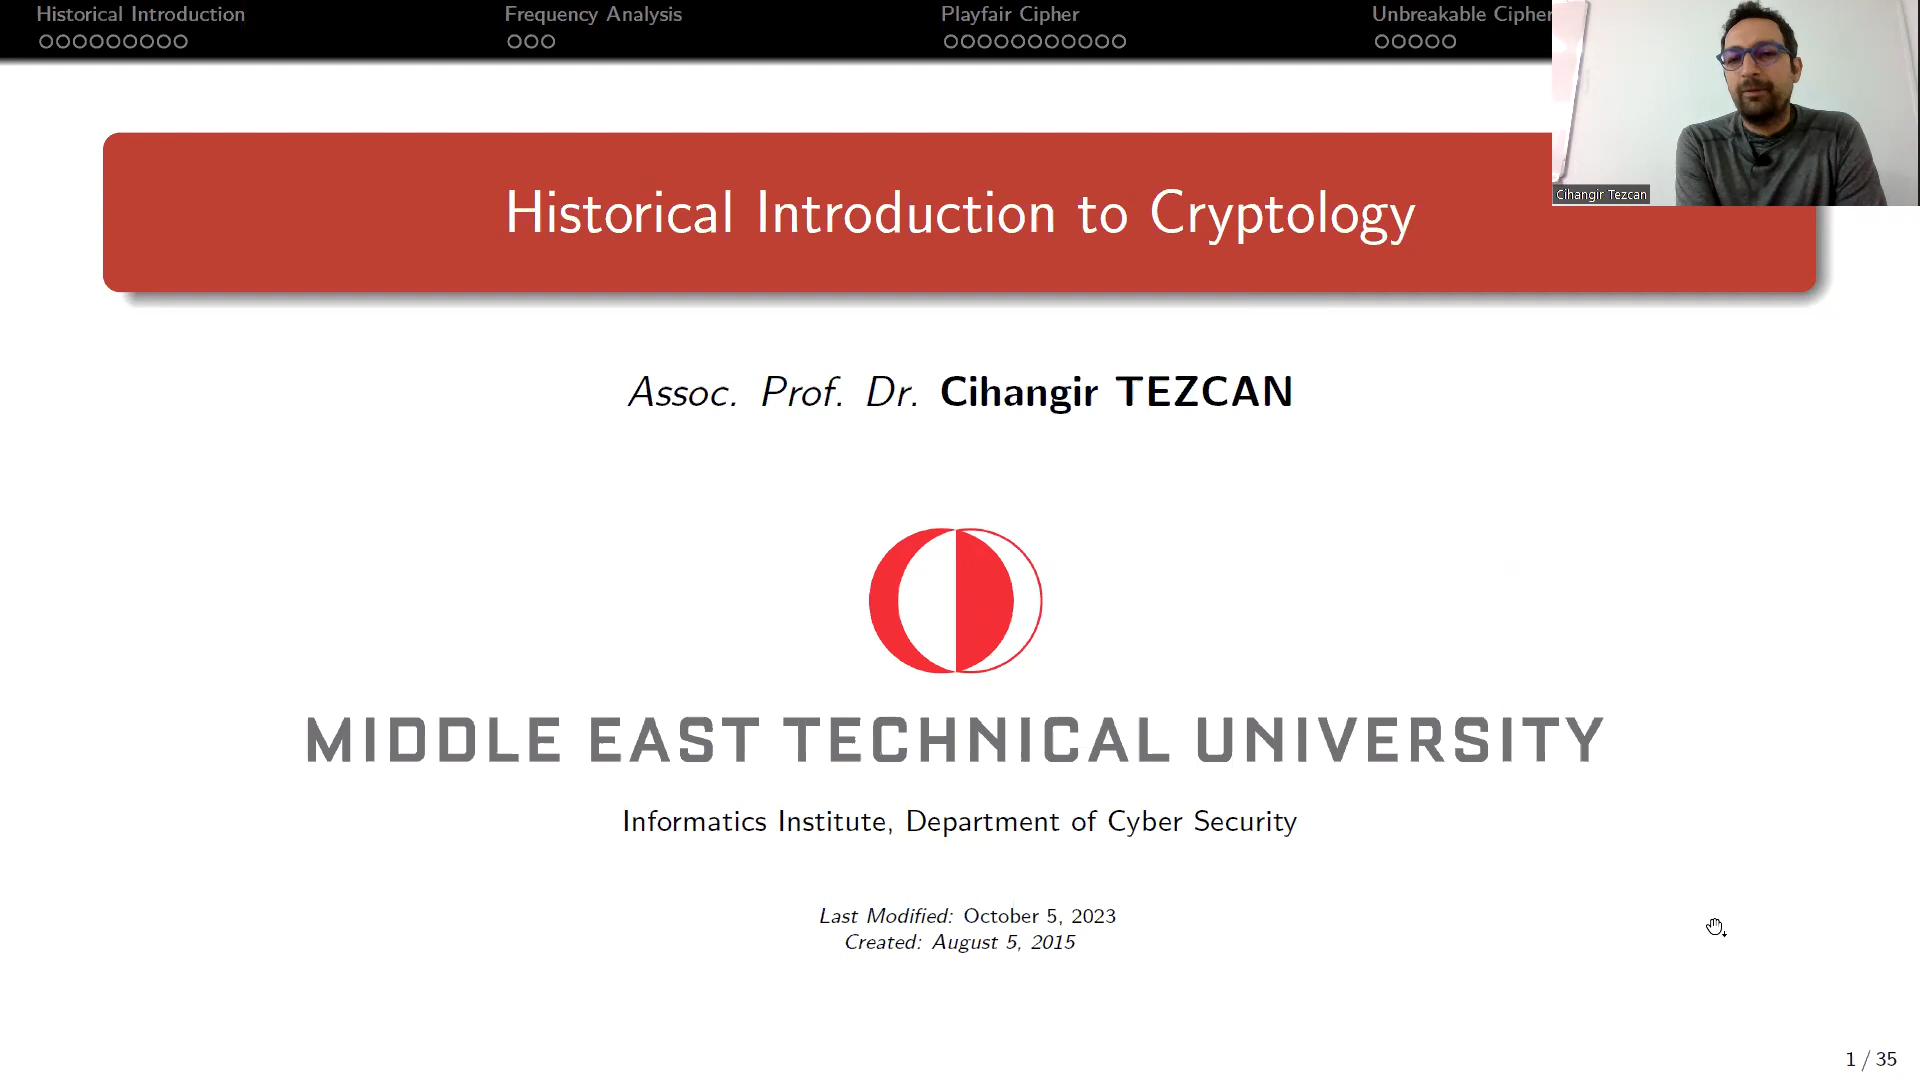 Historical Introduction
Frequency Analysis
Playfair Cipher
Unbreakable Cipher
Cihangir Tezcan
Historical Introduction to Cryptology
Assoc. Prof. Dr. Cihangir TEZCAN
MIDDLE EAST TECHNICAL UNIVERSITY
Informatics Institute, Department of Cyber Security
Last Modified: October 5, 2023
Created: August 5, 2015
1 / 35